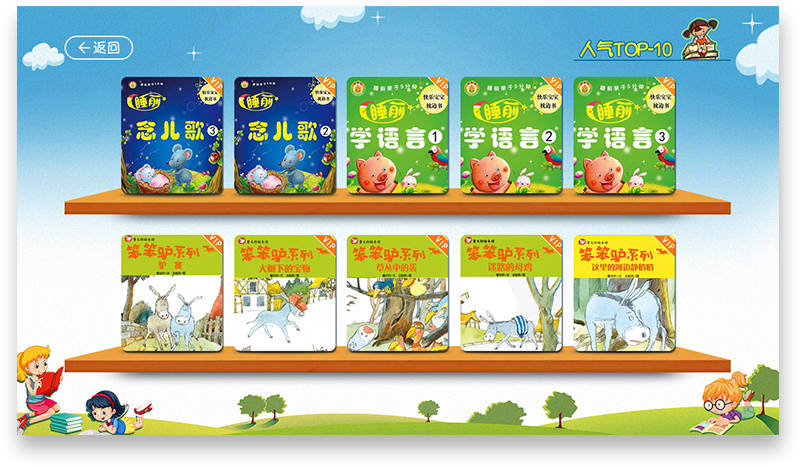 返回
人气TOP-10
VIP
睡前
快乐宝宝
枕边书
念儿歌3
VIP
睡前
快乐宝宝
枕边书
念儿歌2
VIP
睡前
快乐宝宝
枕边书
学语言1
VIP
睡前
快乐宝宝
枕边书
学语言2
VIP
睡前
快乐宝宝
枕边书
学语言3
VIP
笨笨驴系列
驴赛
VIP
笨笨驴系列
大树下的宝物
VIP
笨笨驴系列
草丛中的蛋
VIP
笨笨驴系列
迷路的母鸡
VIP
笨笨驴系列
这里的河边静悄悄